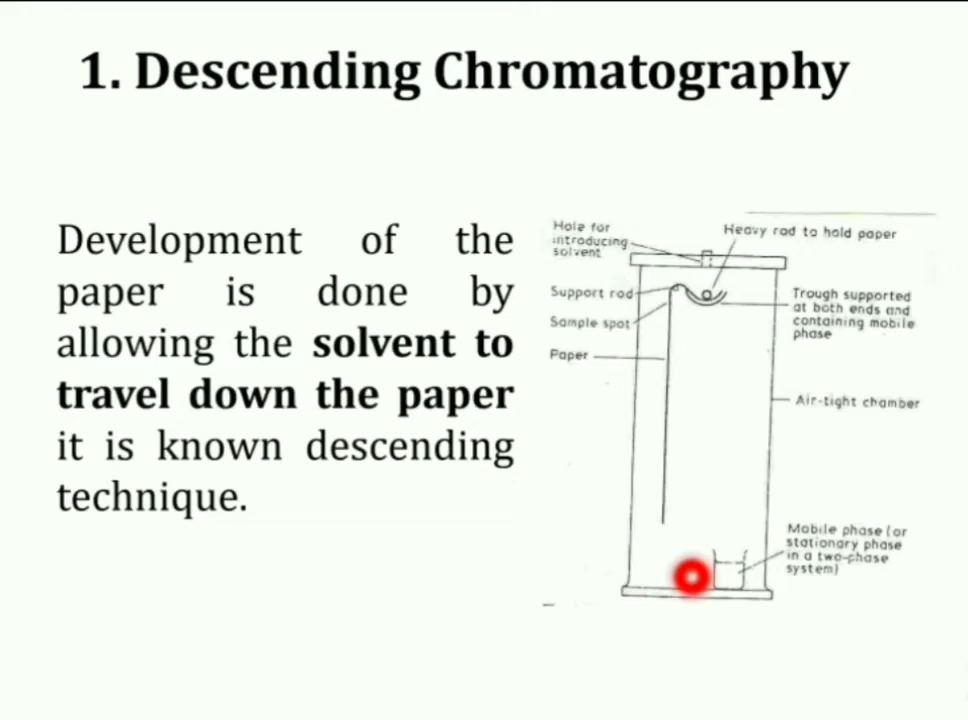 1. Descending Chromatography
Development of the
paper is done by
allowing the solvent to
travel down the paper
it is known descending
technique.
Hole for
introducing
solvent
Heavy rod to hold paper
Support rod
Sample spot
Paper
Trough supported
at both ends and
containing mobile
phase
Air-tight chamber
Mobile phase (or
stationary phase
in a two-phase
system)